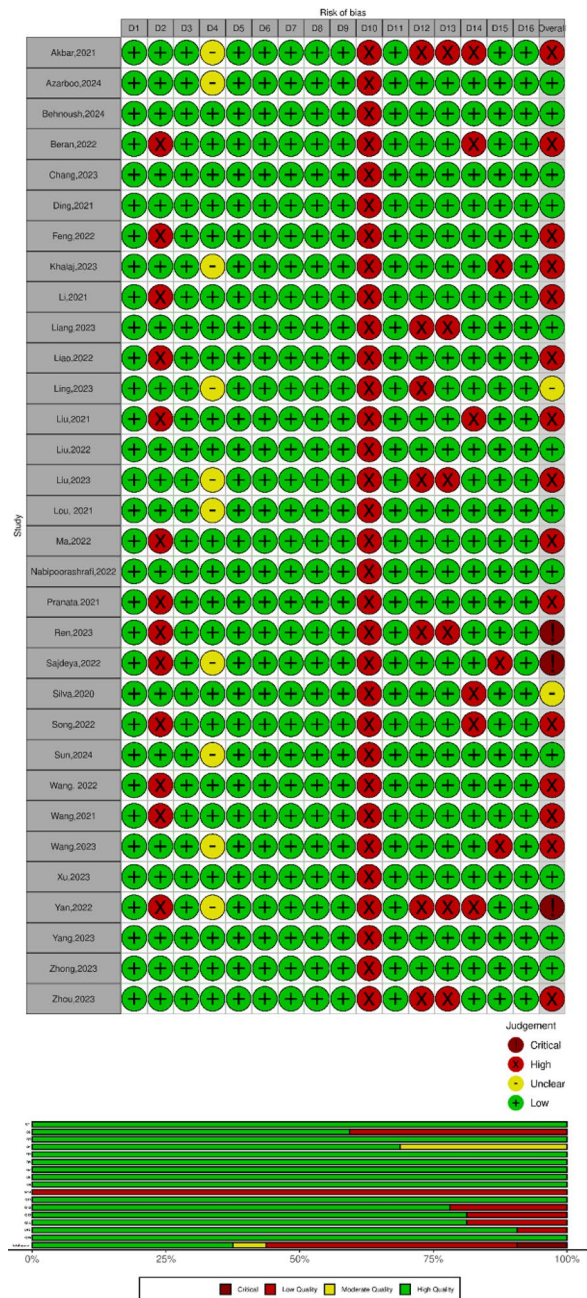 Risk of bias
D1 D2 D3 D4 D5 D6 D7 D8 D9 D10 D11 D12 D13 D14 D15 D16 Overall
Study
Akbar,2021 + + + - + + + + + X + X X X + + X
Azarboo,2024 + + + - + + + + + X + + + + + + +
Behnoush,2024 + + + + + + + + + X + + + + + + +
Beran,2022 + X + + + + + + + X + + + X + + X
Chang,2023 + + + + + + + + + X + + + + + + +
Ding,2021 + + + + + + + + + X + + + + + + +
Feng,2022 + X + + + + + + + X + + + + + + X
Khalaj,2023 + + + - + + + + + X + + + + X + X
Li,2021 + X + + + + + + + X + + + + + + X
Liang,2023 + + + + + + + + + X + X X + + + +
Liao,2022 + X + + + + + + + X + + + + + + X
Ling,2023 + + + - + + + + + X + X + + + + -
Liu,2021 + X + + + + + + + X + + + X + + X
Liu,2022 + + + + + + + + + X + + + + + + +
Liu,2023 + + + - + + + + + X + X X + + + X
Lou, 2021 + + + - + + + + + X + + + + + + +
Ma,2022 + X + + + + + + + X + + + + + + X
Nabipoorashrafi,2022 + + + + + + + + + X + + + + + + +
Pranata,2021 + X + + + + + + + X + + + + + + X
Ren,2023 + X + + + + + + + X + X X + + + !
Sajdeya,2022 + X + - + + + + + X + + + + X + !
Silva,2020 + + + + + + + + + X + + + X + + -
Song,2022 + X + + + + + + + X + + + X + + X
Sun,2024 + + + - + + + + + X + + + + + + +
Wang. 2022 + X + + + + + + + X + + + + + + X
Wang,2021 + X + + + + + + + X + + + + + + X
Wang,2023 + + + - + + + + + X + + + + X + X
Xu,2023 + + + + + + + + + X + + + + + + +
Yan,2022 + X + - + + + + + X + X X X + + !
Yang,2023 + + + + + + + + + X + + + + + + +
Zhong,2023 + + + + + + + + + X + + + + + + +
Zhou,2023 + + + + + + + + + X + X X + + + X
Judgement
! Critical
X High
- Unclear
+ Low
0% 25% 50% 75% 100%
Critical Low Quality Moderate Quality High Quality